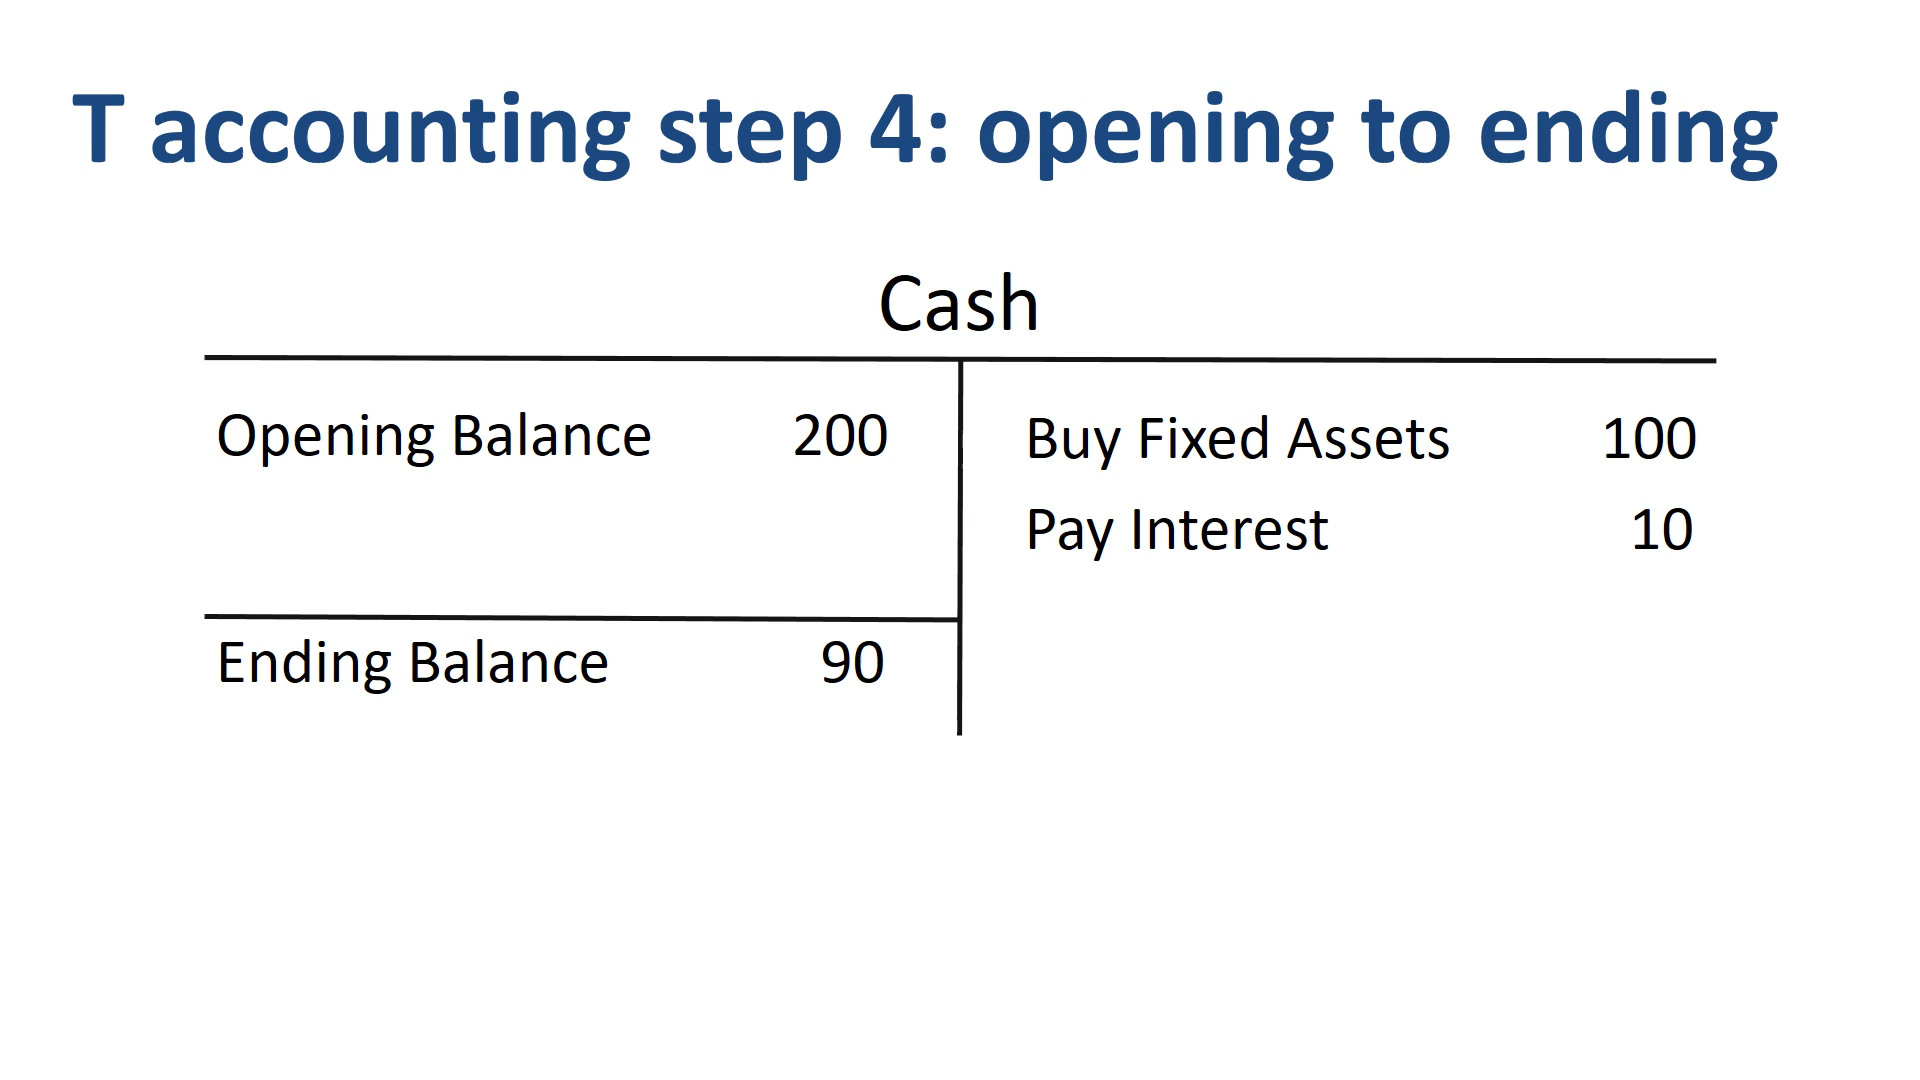 T accounting step 4: opening to ending
Cash
Opening Balance 200
Buy Fixed Assets 100
Pay Interest 10
Ending Balance 90